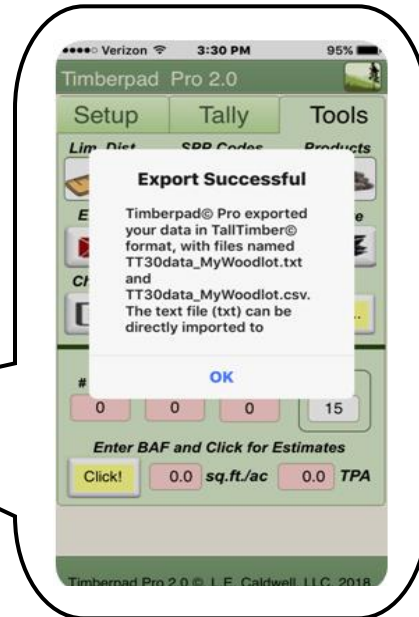 Verizon 3:30 PM 95%
Timberpad Pro 2.0
Setup Tally Tools
Lim. Dist. SPP Codes Products
Export Successful
Timberpad© Pro exported
your data in TallTimber©
format, with files named
TT30data_MyWoodlot.txt
and
TT30data_MyWoodlot.csv.
The text file (txt) can be
directly imported to
OK
#
0 0 0 15
Enter BAF and Click for Estimates
Click! 0.0 sq.ft./ac 0.0 TPA
Timberpad Pro 2.0 © L.E. Caldwell, LLC, 2018